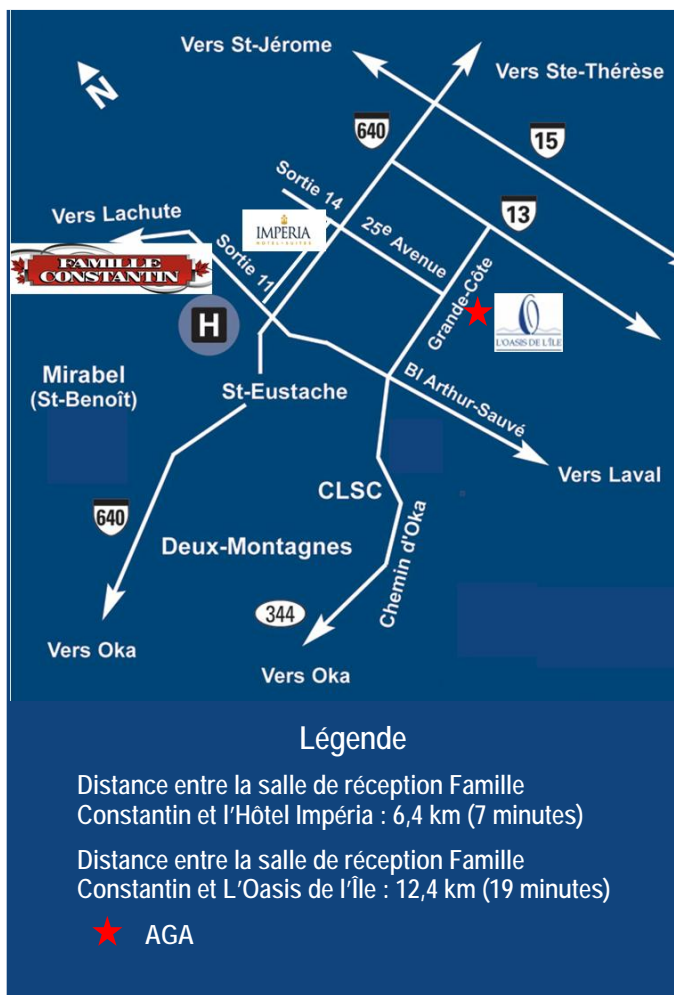 Vers St-Jérome
Vers Ste-Thérèse
N
640
15
Sortie 14
13
Vers Lachute
IMPERIA
HOTEL • SUITES
25e Avenue
FAMILLE
CONSTANTIN
Sortie 11
Grande-Côte
L'OASIS DE L'ÎLE
H
Mirabel
(St-Benoît)
St-Eustache
Bl Arthur-Sauvé
Vers Laval
CLSC
640
Deux-Montagnes
Chemin d'Oka
344
Vers Oka
Vers Oka
Légende
Distance entre la salle de réception Famille
Constantin et l'Hôtel Impéria : 6,4 km (7 minutes)
Distance entre la salle de réception Famille
Constantin et L'Oasis de l'Île : 12,4 km (19 minutes)
AGA